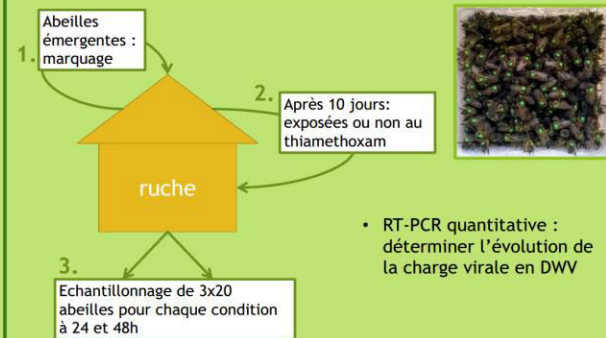 Abeilles
émergentes :
marquage
1.
2.
Après 10 jours:
exposées ou non au
thiamethoxam
ruche
3.
Echantillonnage de 3x20
abeilles pour chaque condition
à 24 et 48h
• RT-PCR quantitative :
déterminer l'évolution de
la charge virale en DWV